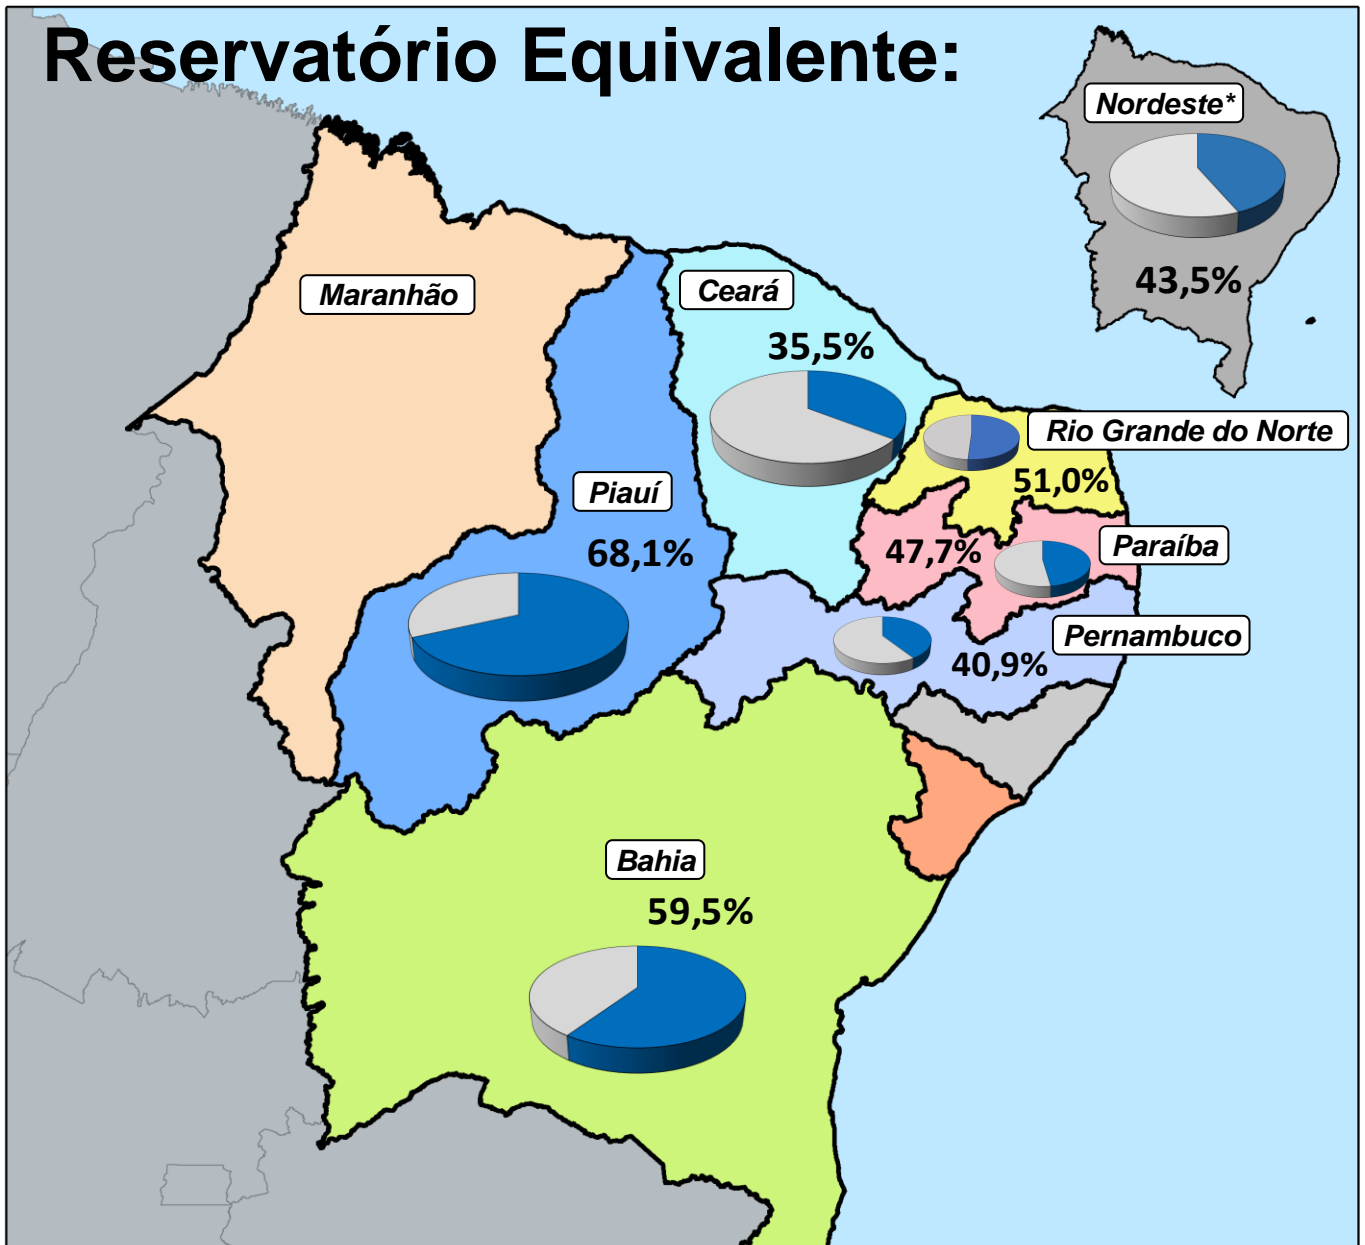 Reservatório Equivalente:
Nordeste*
43,5%
Maranhão
Ceará
35,5%
Rio Grande do Norte
51,0%
Piauí
68,1%
47,7%
Paraíba
Pernambuco
40,9%
Bahia
59,5%